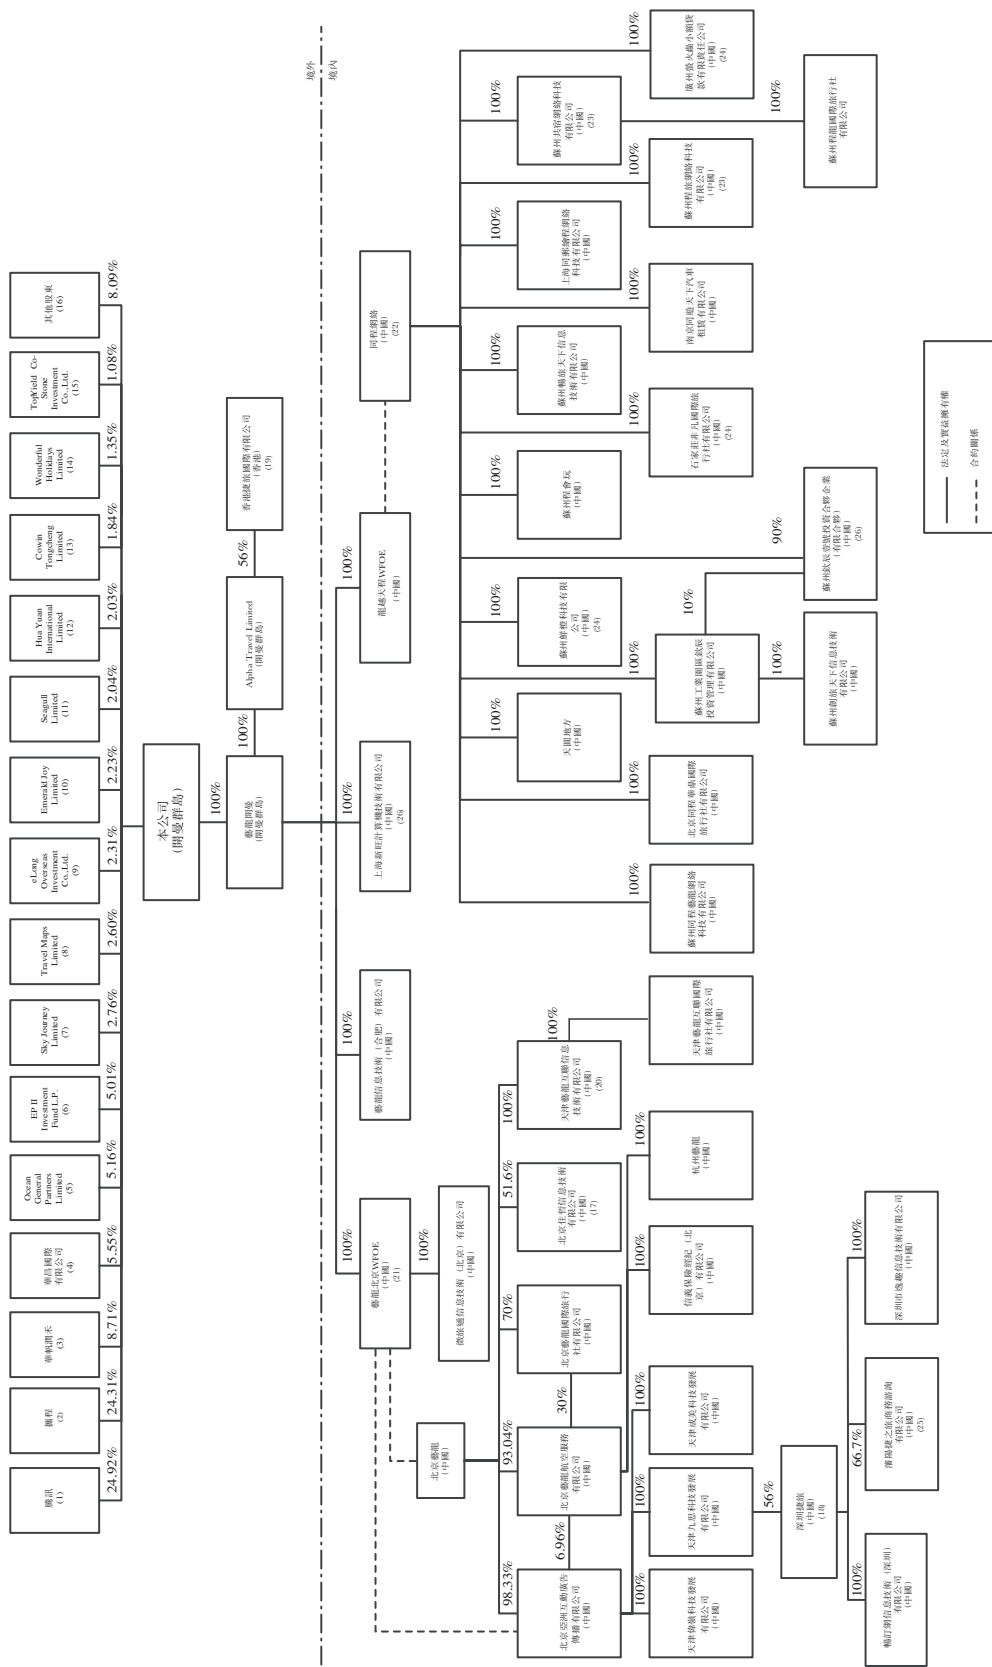 騰訊
(1)
24.92%
攜程
(2)
24.31%
華帆潤禾
(3)
8.71%
華昌國際
有限公司
(4)
5.55%
Ocean
General
Partners
Limited
(5)
5.16%
EP II
Investment
Fund L.P.
(6)
5.01%
Sky Journey
Limited
(7)
2.76%
Travel Maps
Limited
(8)
2.60%
eLong
Overseas
Investment
Co.,Ltd.
(9)
2.31%
Emerald Joy
Limited
(10)
2.23%
Seagull
Limited
(11)
2.04%
Hua Yuan
International
Limited
(12)
2.03%
Cowin
Tongcheng
Limited
(13)
1.84%
Wonderful
Holidays
Limited
(14)
1.35%
TopYield Co-
Stone
Investment
Co.,Ltd.
(15)
1.08%
其他股東
(16)
8.09%
本公司
(開曼群島)
100%
藝龍開曼
(開曼群島)
100%
Alpha Travel Limited
(開曼群島)
56%
香港捷旅國際有限公司
(香港)
(19)
境外
境內
100%
藝龍北京WFOE
(中國)
(21)
100%
藝龍信息技術（合肥）有限公司
(中國)
100%
上海新旺計算機技術有限公司
(中國)
(26)
100%
龍越天程WFOE
(中國)
同程網絡
(中國)
(22)
100%
微旅通信息技術（北京）有限公司
(中國)
北京藝龍
(中國)
98.33%
北京亞洲互動廣告
傳播有限公司
(中國)
6.96%
93.04%
北京藝龍航空服務
有限公司
(中國)
30%
70%
北京藝龍國際旅行
社有限公司
(中國)
51.6%
北京住哲信息技術
有限公司
(中國)
(17)
100%
天津藝龍互聯信息
技術有限公司
(中國)
(20)
100%
天津藝龍互聯國際
旅行社有限公司
(中國)
100%
天津偉嶺科技發展
有限公司
(中國)
100%
天津九思科技發展
有限公司
(中國)
100%
天津成美科技發展
有限公司
(中國)
100%
信義保險經紀（北
京）有限公司
(中國)
100%
杭州藝龍
(中國)
56%
深圳捷旅
(中國)
(18)
100%
暢訂網信息技術（深圳）
有限公司
(中國)
66.7%
瀋陽捷之旅商務諮詢
有限公司
(中國)
(25)
100%
深圳市逸趣信息技術有限公司
(中國)
100%
天圓地方
(中國)
100%
蘇州鮮橙科技有限
公司
(中國)
(24)
100%
蘇州程會玩
(中國)
100%
蘇州暢旅天下信息
技術有限公司
(中國)
100%
上海同郵繪程網絡
科技有限公司
(中國)
100%
蘇州共宿網絡科技
有限公司
(中國)
(23)
100%
蘇州同程藝龍網絡
科技有限公司
(中國)
100%
北京同程華鼎國際
旅行社有限公司
(中國)
100%
蘇州工業園區欽辰
投資管理有限公司
(中國)
10%
90%
100%
石家莊非凡國際旅
行社有限公司
(中國)
(24)
100%
南京同遊天下汽車
租賃有限公司
(中國)
100%
蘇州程旅網絡科技
有限公司
(中國)
(23)
100%
廣州螢火蟲小額貸
款有限責任公司
(中國)
(24)
100%
蘇州創旅天下信息技術
有限公司
(中國)
蘇州欽辰壹號投資合夥企業
(有限合夥)
(中國)
(26)
100%
蘇州程龍國際旅行社
有限公司
法定及實益擁有權
合約關係